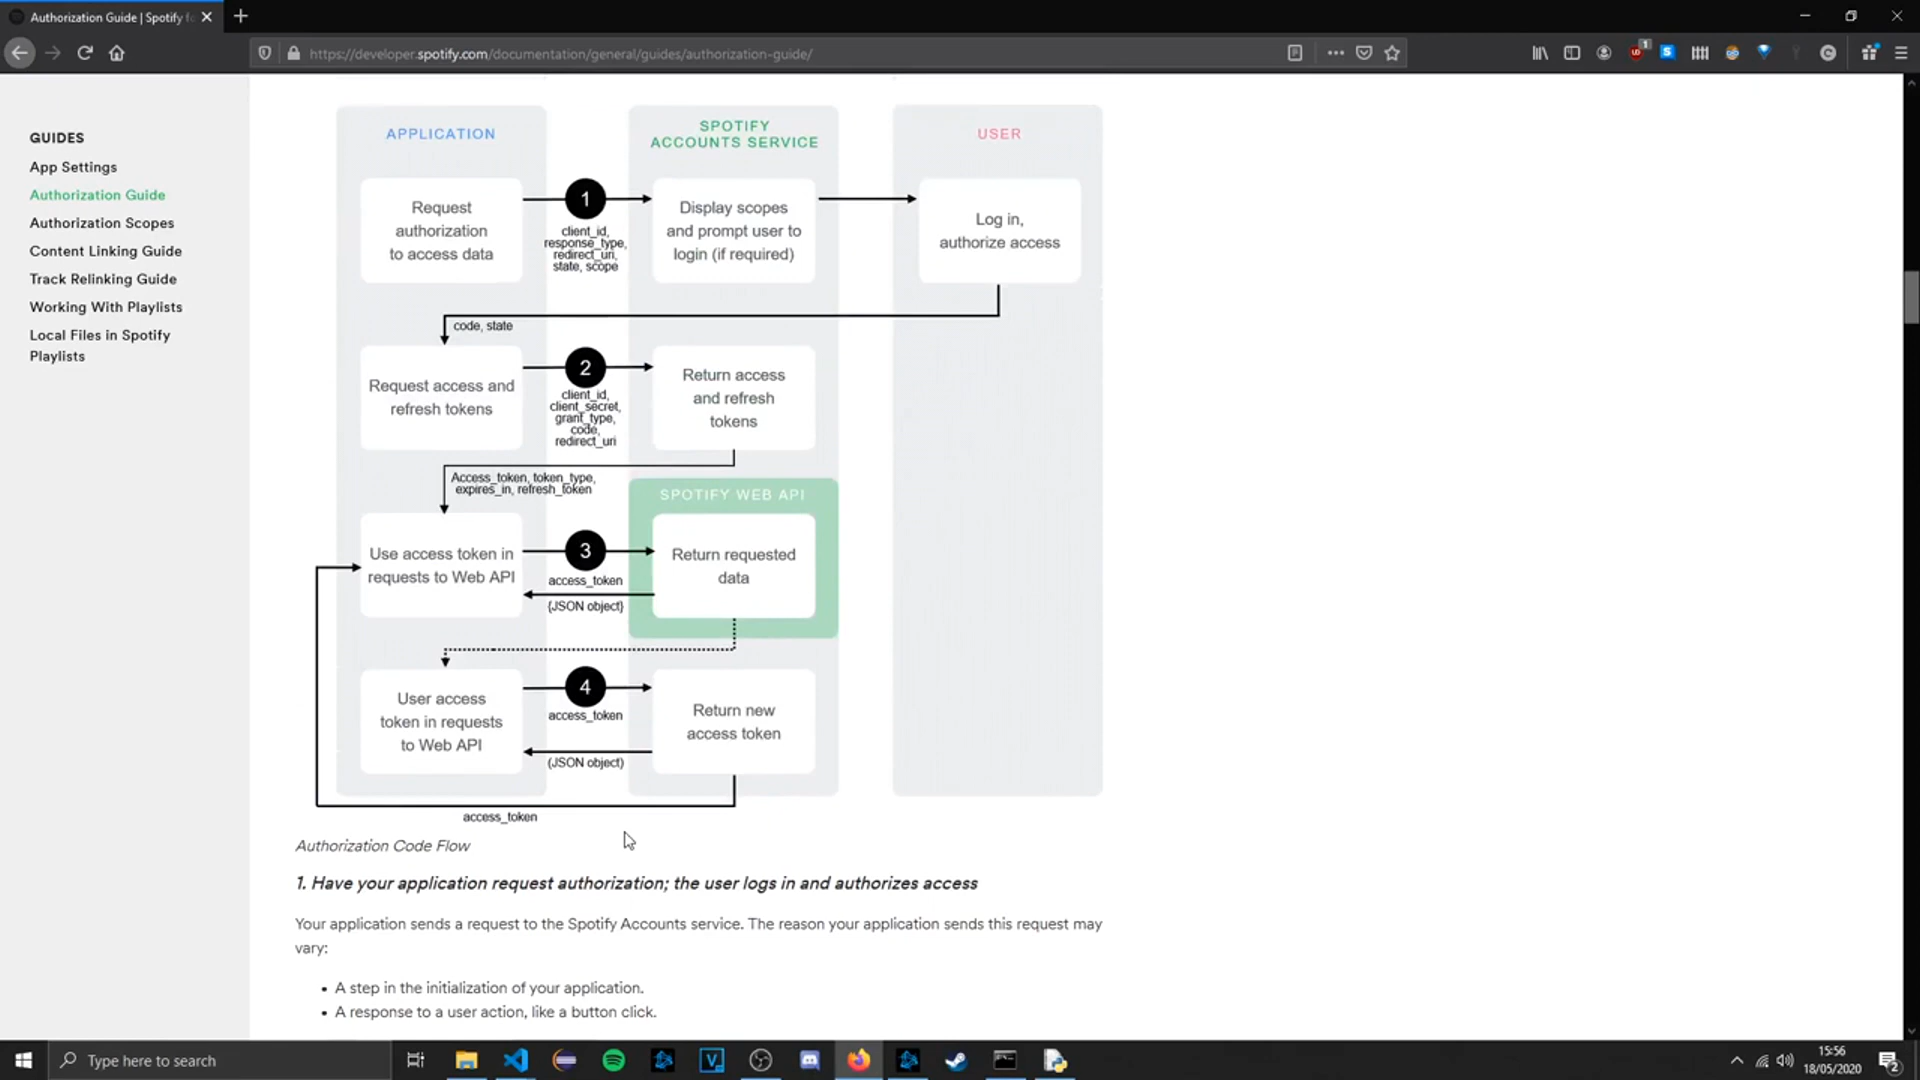 Authorization Guide | Spotify fo
https://developer.spotify.com/documentation/general/guides/authorization-guide/
1
GUIDES
App Settings
Authorization Guide
Authorization Scopes
Content Linking Guide
Track Relinking Guide
Working With Playlists
Local Files in Spotify
Playlists
APPLICATION
SPOTIFY
ACCOUNTS SERVICE
USER
Request
authorization
to access data
1
client_id,
response_type,
redirect_uri,
state, scope
Display scopes
and prompt user to
login (if required)
Log in,
authorize access
code, state
Request access and
refresh tokens
2
client_id,
client_secret,
grant_type,
code,
redirect_uri
Return access
and refresh
tokens
Access_token, token_type,
expires_in, refresh_token
SPOTIFY WEB API
Use access token in
requests to Web API
3
access_token
{JSON object}
Return requested
data
User access
token in requests
to Web API
4
access_token
(JSON object)
Return new
access token
access_token
Authorization Code Flow
1. Have your application request authorization; the user logs in and authorizes access
Your application sends a request to the Spotify Accounts service. The reason your application sends this request may
vary:
• A step in the initialization of your application.
• A response to a user action, like a button click.
Type here to search
15:56
18/05/2020
2